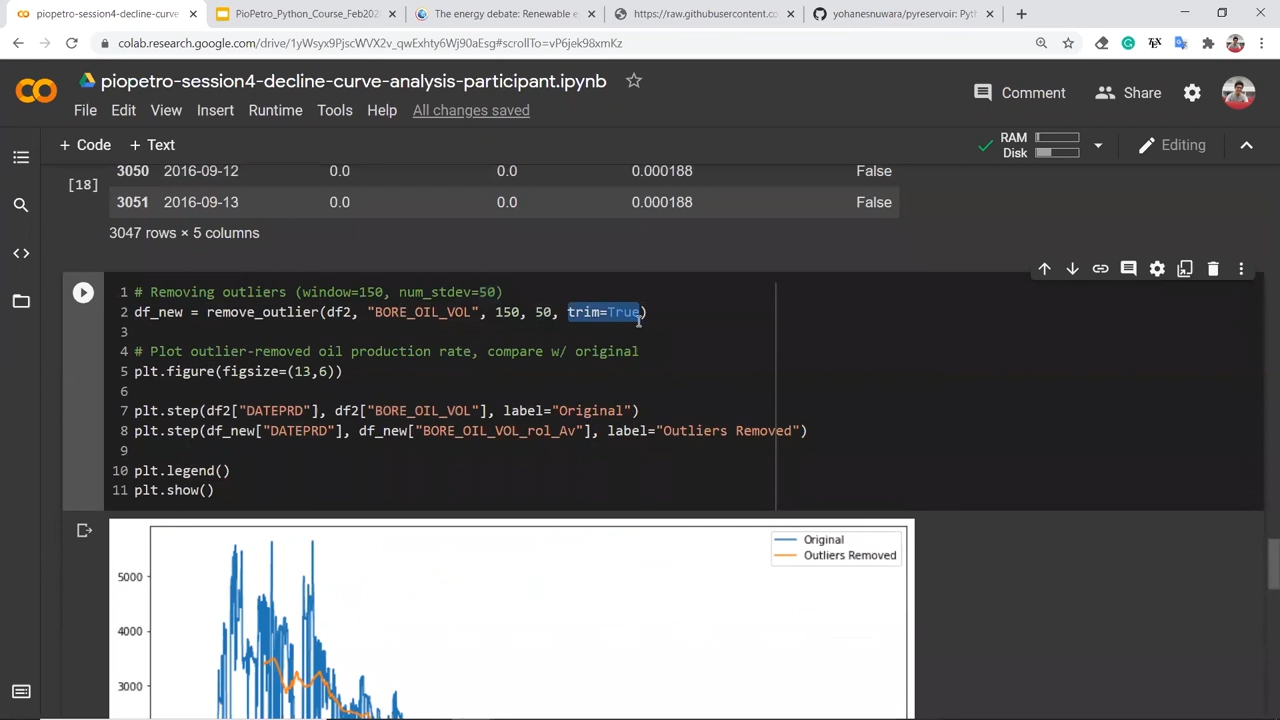 piopetro-session4-decline-curve-
PioPetro_Python_Course_Feb202
The energy debate: Renewable e
https://raw.githubusercontent.co
yohanesnuwara/pyreservoir: Pyth
colab.research.google.com/drive/1yWsyx9PjscWVX2v_qwExhty6Wj90aEsg#scrollTo=vP6jek98xmKz
piopetro-session4-decline-curve-analysis-participant.ipynb
Comment
Share
File Edit View Insert Runtime Tools Help All changes saved
+ Code + Text
RAM
Disk
Editing
3050 2016-09-12 0.0 0.0 0.000188 False
[18]
3051 2016-09-13 0.0 0.0 0.000188 False
3047 rows × 5 columns
1 # Removing outliers (window=150, num_stdev=50)
2 df_new = remove_outlier(df2, "BORE_OIL_VOL", 150, 50, trim=True)
3
4 # Plot outlier-removed oil production rate, compare w/ original
5 plt.figure(figsize=(13,6))
6
7 plt.step(df2["DATEPRD"], df2["BORE_OIL_VOL"], label="Original")
8 plt.step(df_new["DATEPRD"], df_new["BORE_OIL_VOL_rol_Av"], label="Outliers Removed")
9
10 plt.legend()
11 plt.show()
Original
Outliers Removed
5000
4000
3000